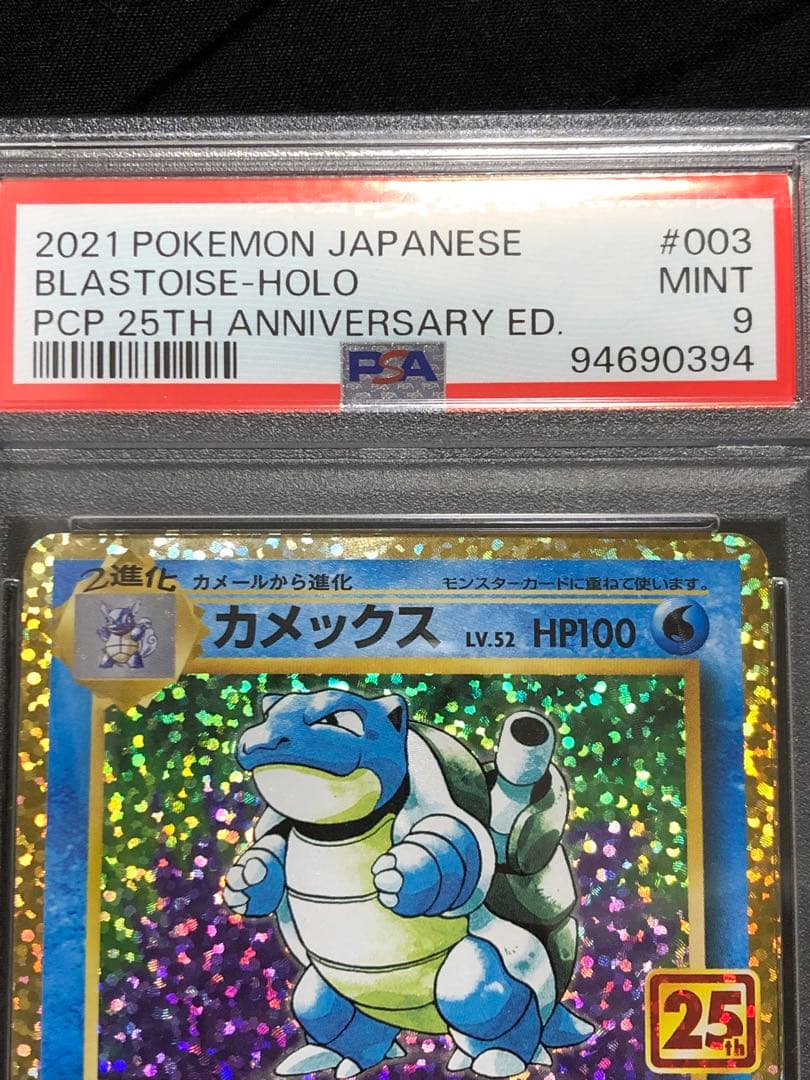 2021 POKEMON JAPANESE #003
BLASTOISE-HOLO MINT
PCP 25TH ANNIVERSARY ED. 9
PSA 94690394
2進化 カメールから進化 モンスターカードに重ねて使います。
カメックス LV.52 HP100
25th